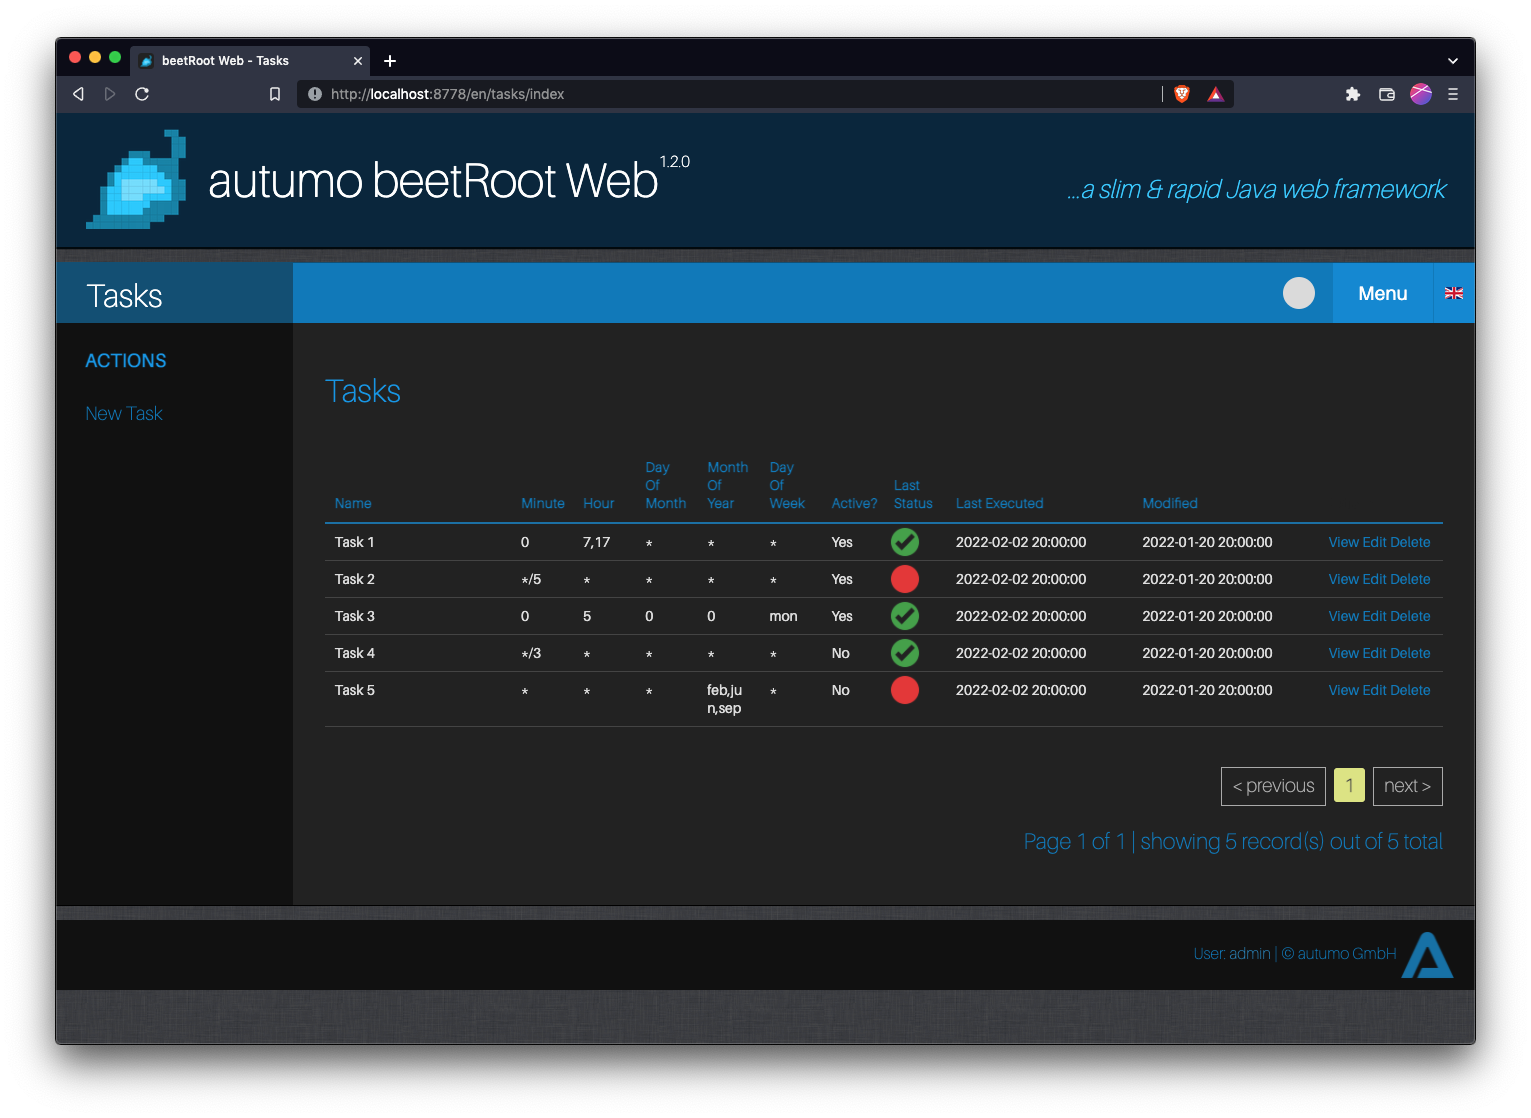 beetRoot Web - Tasks
http://localhost:8778/en/tasks/index
autumo beetRoot Web 1.2.0
...a slim & rapid Java web framework
Tasks
Menu
ACTIONS
New Task
Tasks
Name Minute Hour Day Of Month Month Of Year Day Of Week Active? Last Status Last Executed Modified
Task 1 0 7,17 * * * Yes 2022-02-02 20:00:00 2022-01-20 20:00:00 View Edit Delete
Task 2 */5 * * * * Yes 2022-02-02 20:00:00 2022-01-20 20:00:00 View Edit Delete
Task 3 0 5 0 0 mon Yes 2022-02-02 20:00:00 2022-01-20 20:00:00 View Edit Delete
Task 4 */3 * * * * No 2022-02-02 20:00:00 2022-01-20 20:00:00 View Edit Delete
Task 5 * * * feb,ju * No 2022-02-02 20:00:00 2022-01-20 20:00:00 View Edit Delete
n,sep
< previous 1 next >
Page 1 of 1 | showing 5 record(s) out of 5 total
User: admin | © autumo GmbH